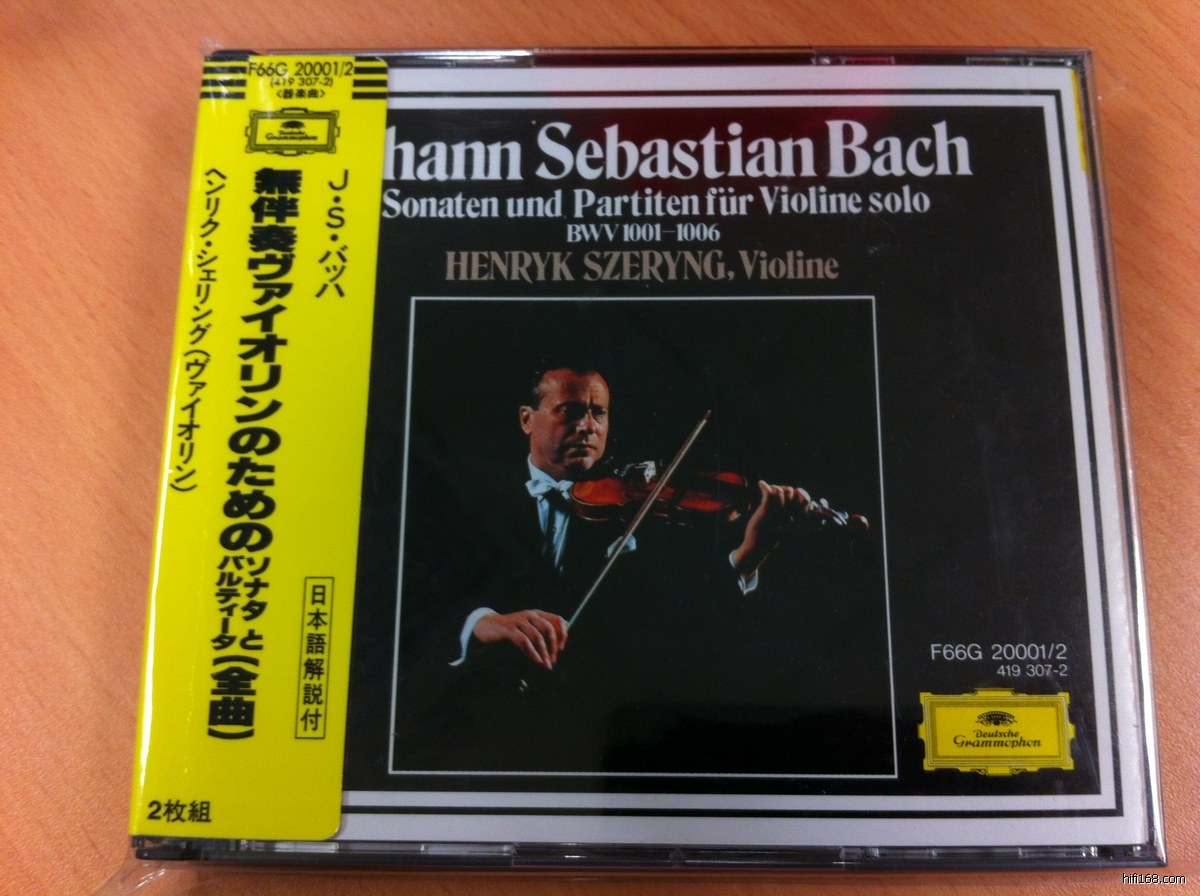 F66G 20001/2
(419 307-2)
〈器楽曲〉
Deutsche
Grammophon
J・S・バッハ
無伴奏ヴァイオリンのためのソナタとパルティータ(全曲)
ヘンリク・シェリング(ヴァイオリン)
日本語解説付
2枚組
hann Sebastian Bach
Sonaten und Partiten für Violine solo
BWV 1001–1006
HENRYK SZERYNG, Violine
F66G 20001/2
419 307-2
Deutsche
Grammophon
hifi168.com